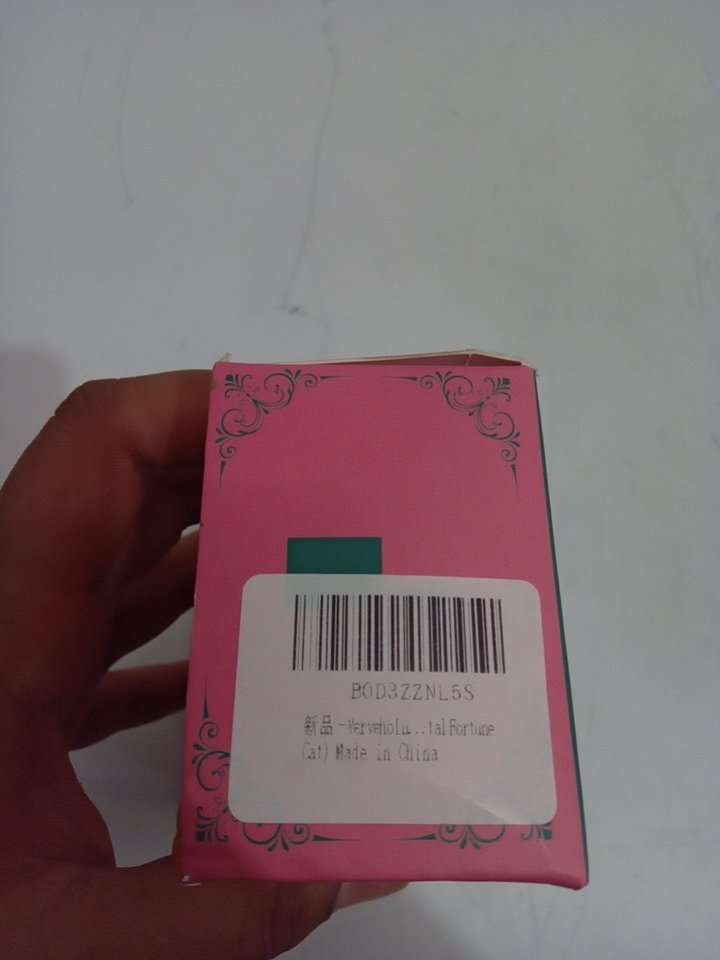 B0D3ZZNL5S
新品 - VervehoLu...talFortune
Cat) Made in China